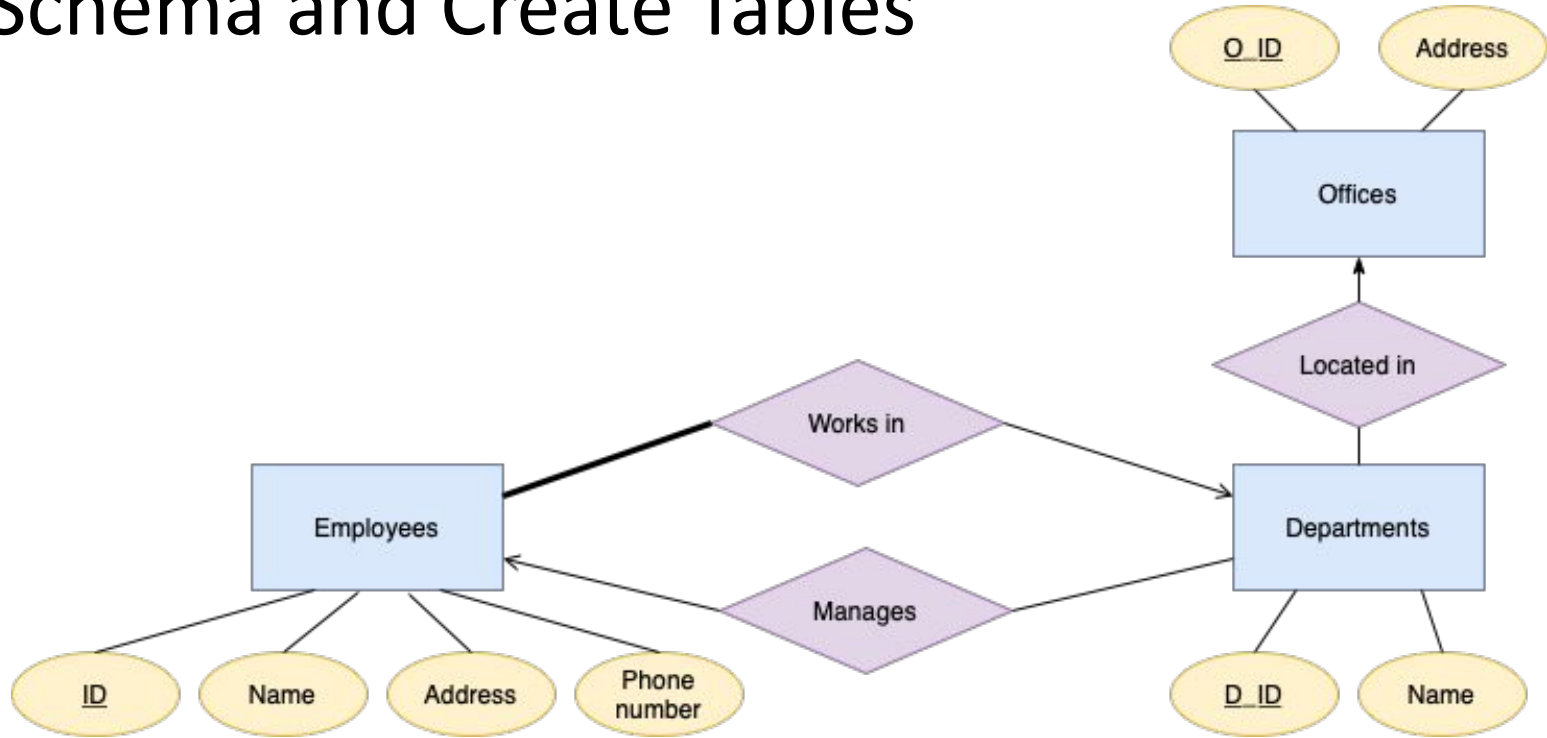 Schema and Create Tables
O_ID
Address
Offices
Located in
Works in
Employees
Departments
Manages
ID
Name
Address
Phone
number
D_ID
Name